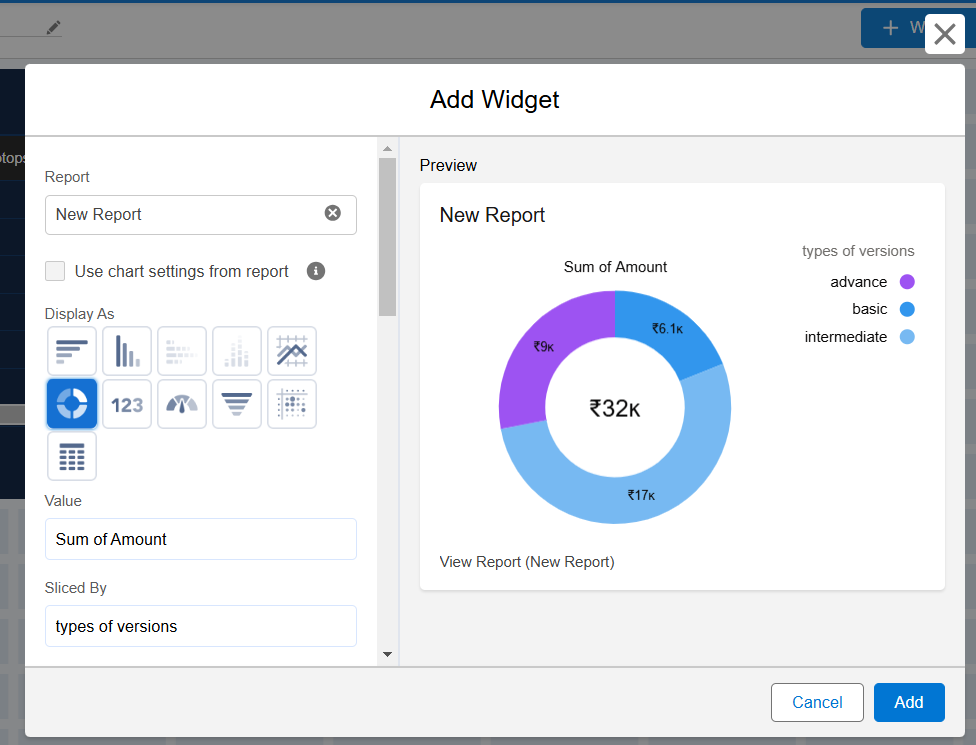 Add Widget
Report
New Report
Use chart settings from report
Display As
123
Value
Sum of Amount
Sliced By
types of versions
Preview
New Report
types of versions
Sum of Amount
advance
basic
intermediate
₹6.1K
₹9K
₹32K
₹17K
View Report (New Report)
Cancel
Add